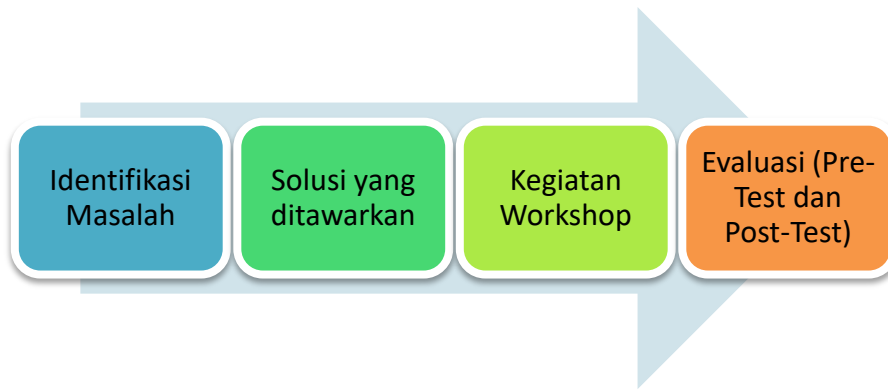 Identifikasi
Masalah
Solusi yang
ditawarkan
Kegiatan
Workshop
Evaluasi (Pre-
Test dan
Post-Test)